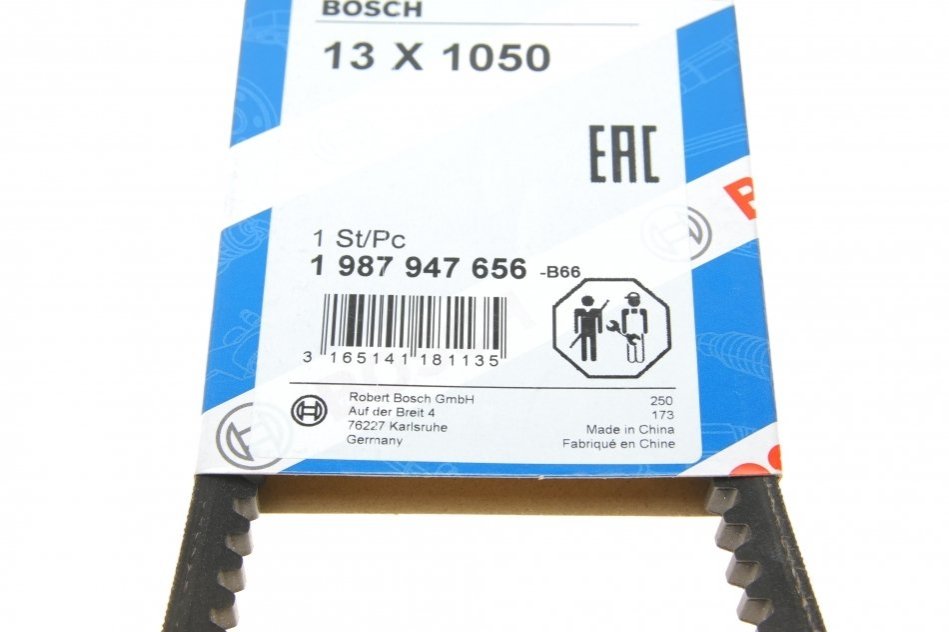 BOSCH
13 X 1050
EAC
1 St/Pc
1 987 947 656 -B66
3 165141 181135
Robert Bosch GmbH
Auf der Breit 4
76227 Karlsruhe
Germany
250
173
Made in China
Fabriqué en Chine